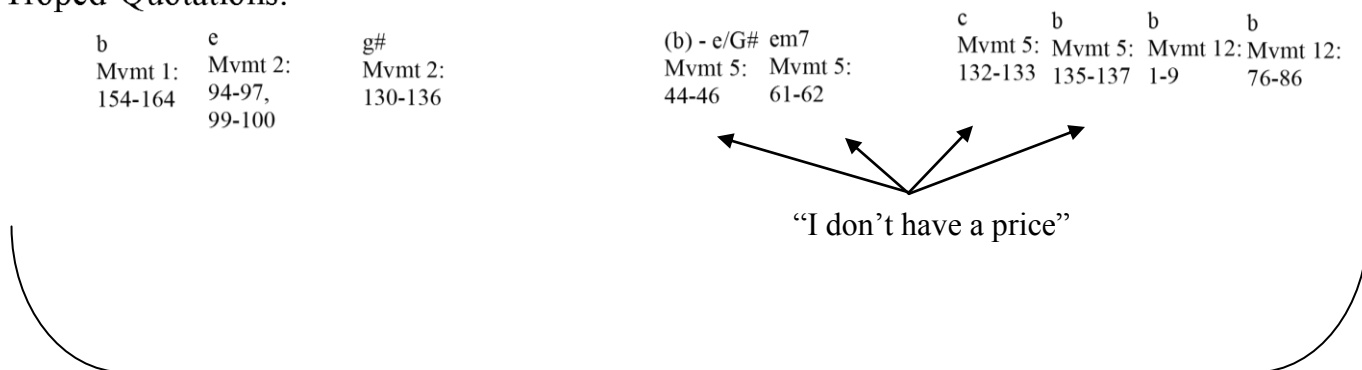 Troped Quotations:
b
Mvmt 1:
154-164
e
Mvmt 2:
94-97,
99-100
g#
Mvmt 2:
130-136
(b) - e/G#
Mvmt 5:
44-46
em7
Mvmt 5:
61-62
c
Mvmt 5:
132-133
b
Mvmt 5:
135-137
b
Mvmt 12:
1-9
b
Mvmt 12:
76-86
“I don’t have a price”